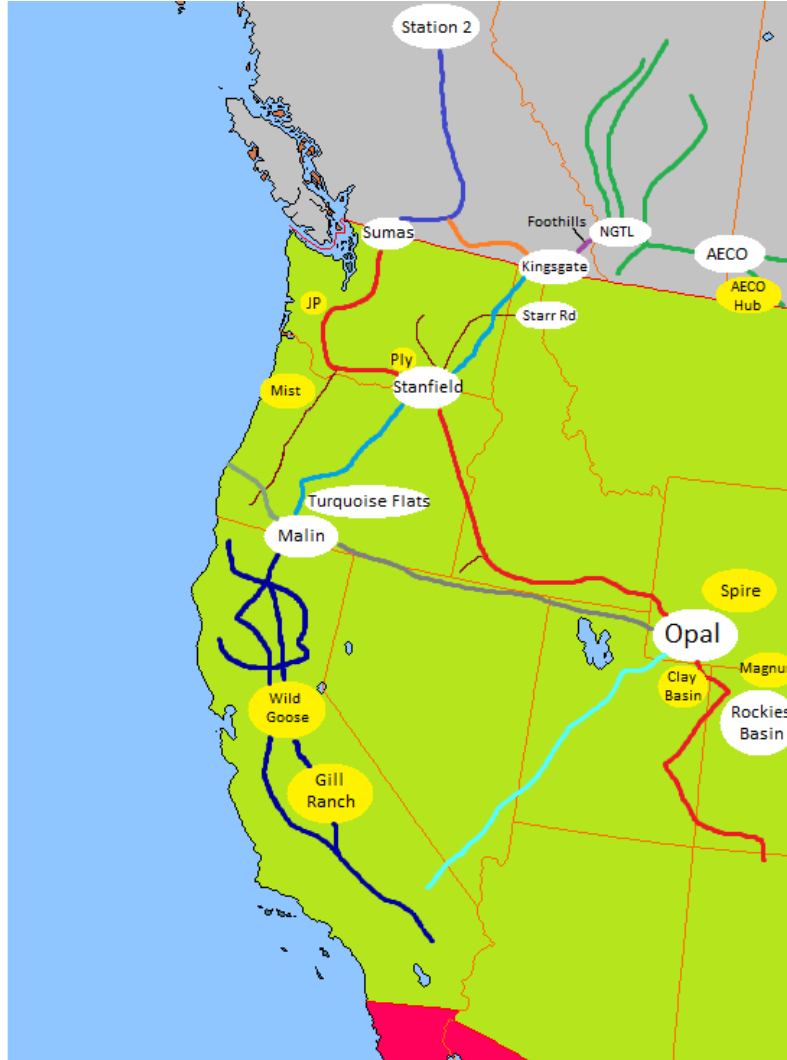 Station 2
Foothills
NGTL
Sumas
AECO
Kingsgate
AECO
Hub
JP
Starr Rd
Ply
Stanfield
Mist
Turquoise Flats
Malin
Spire
Opal
Clay
Basin
Magnu
Wild
Goose
Rockies
Basin
Gill
Ranch